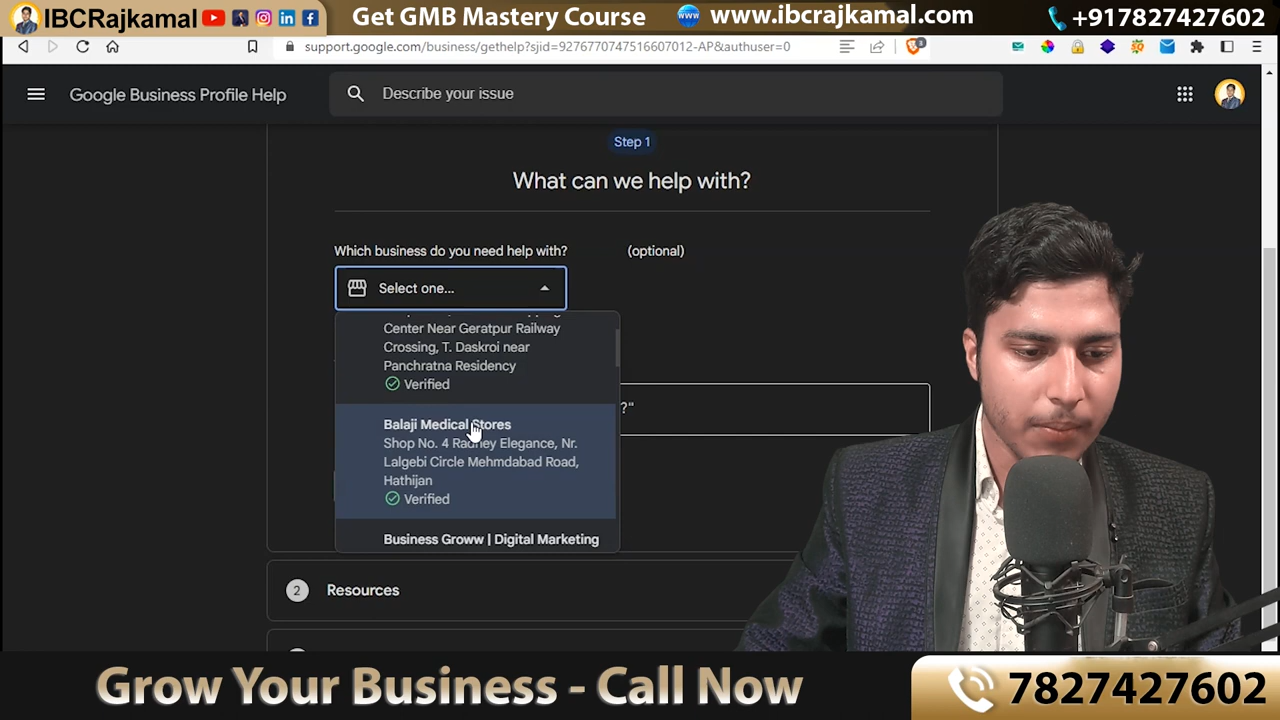 IBCRajkamal
Get GMB Mastery Course
www.ibcrajkamal.com
+917827427602
support.google.com/business/gethelp?sjid=9276770747516607012-AP&authuser=0
Google Business Profile Help
Describe your issue
Step 1
What can we help with?
Which business do you need help with?
(optional)
Select one...
Center Near Geratpur Railway
Crossing, T. Daskroi near
Panchratna Residency
Verified
?"
Balaji Medical Stores
Shop No. 4 Radhey Elegance, Nr.
Lalgebi Circle Mehmdabad Road,
Hathijan
Verified
Business Groww | Digital Marketing
2 Resources
Grow Your Business - Call Now
7827427602